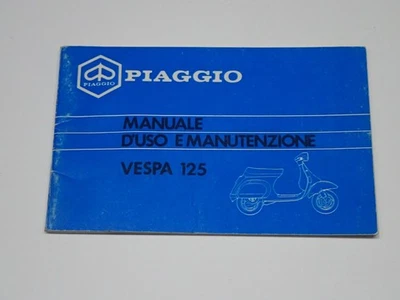 PIAGGIO
PIAGGIO
MANUALE
D'USO E MANUTENZIONE
VESPA 125